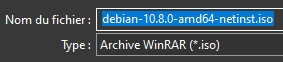 Nom du fichier : debian-10.8.0-amd64-netinst.iso
Type : Archive WinRAR (*.iso)